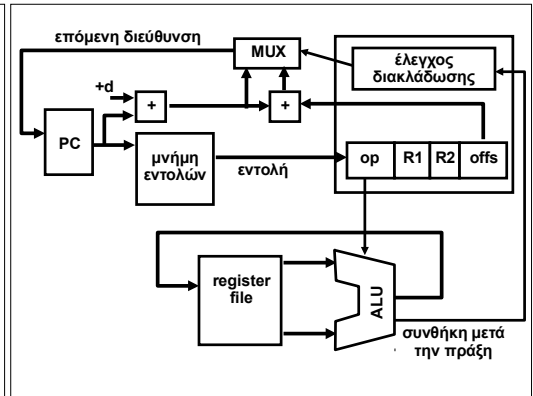 επόμενη διεύθυνση
MUX
έλεγχος
διακλάδωσης
+d
+
+
PC
μνήμη
εντολών
εντολή
op R1 R2 offs
register
file
ALU
συνθήκη μετά
την πράξη